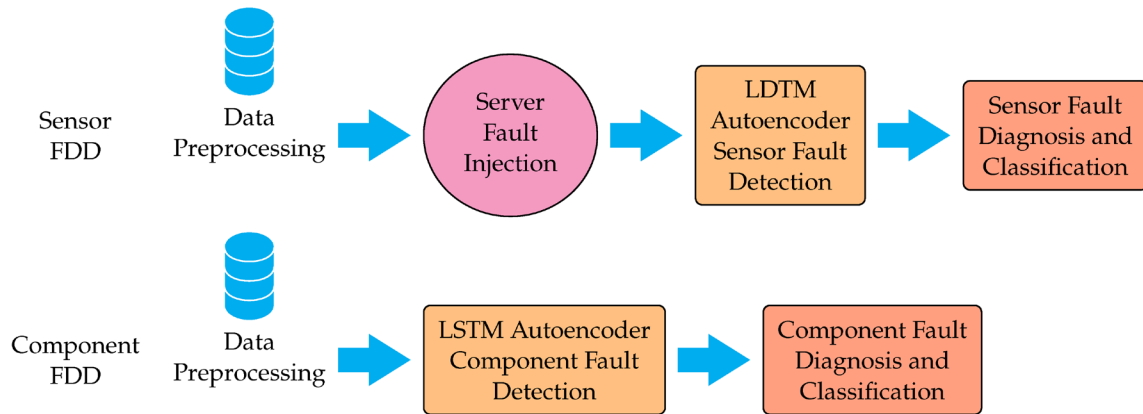 Sensor
FDD
Data
Preprocessing
Server
Fault
Injection
LDTM
Autoencoder
Sensor Fault
Detection
Sensor Fault
Diagnosis and
Classification
Component
FDD
Data
Preprocessing
LSTM Autoencoder
Component Fault
Detection
Component Fault
Diagnosis and
Classification